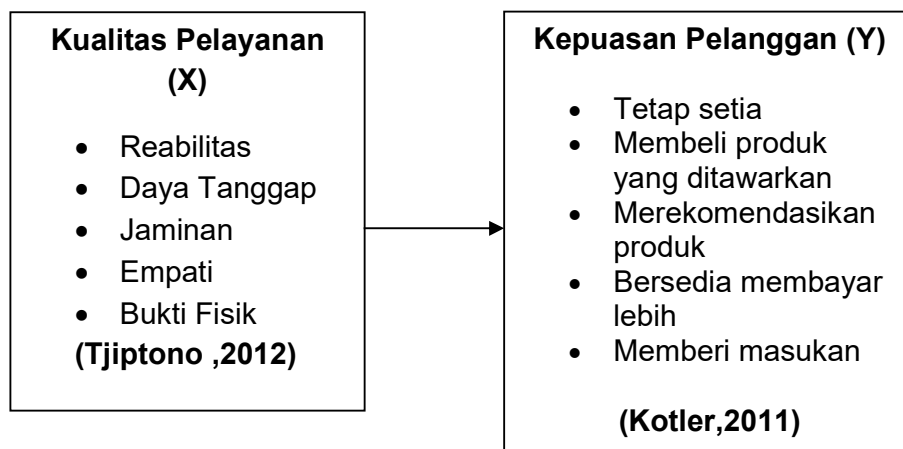 Kualitas Pelayanan
(X)
• Reabilitas
• Daya Tanggap
• Jaminan
• Empati
• Bukti Fisik
(Tjiptono ,2012)
Kepuasan Pelanggan (Y)
• Tetap setia
• Membeli produk
yang ditawarkan
• Merekomendasikan
produk
• Bersedia membayar
lebih
• Memberi masukan
(Kotler,2011)